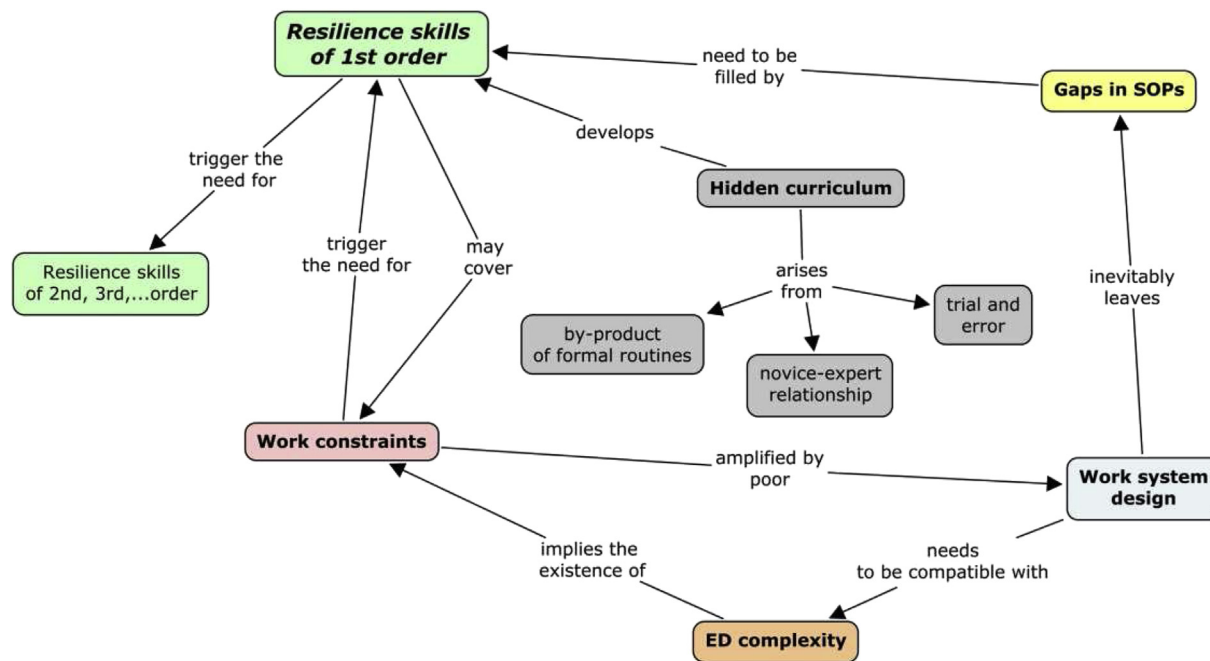 Resilience skills
of 1st order
need to be
filled by
Gaps in SOPs
develops
trigger the
need for
Hidden curriculum
trigger
the need for
may
cover
Resilience skills
of 2nd, 3rd,...order
arises
from
inevitably
leaves
by-product
of formal routines
novice-expert
relationship
trial and
error
Work constraints
amplified by
poor
Work system
design
implies the
existence of
needs
to be compatible with
ED complexity